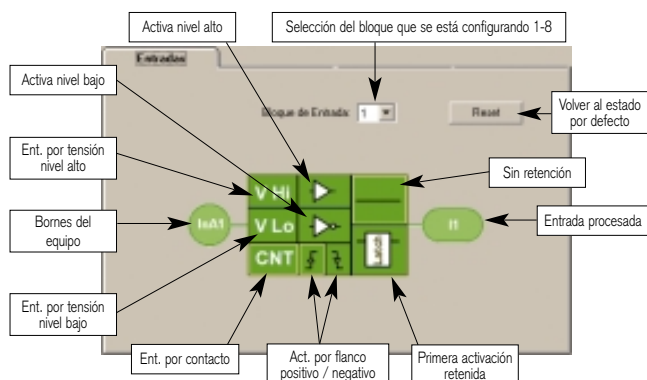 Activa nivel alto
Selección del bloque que se está configurando 1-8
Entradas
Activa nivel bajo
Bloque de Entrada: 1
Reset
Volver al estado
por defecto
Ent. por tensión
nivel alto
Sin retención
V Hi
Bornes del
equipo
InA1
V Lo
I1
Entrada procesada
CNT
Latch
Ent. por tensión
nivel bajo
Ent. por contacto
Act. por flanco
positivo / negativo
Primera activación
retenida